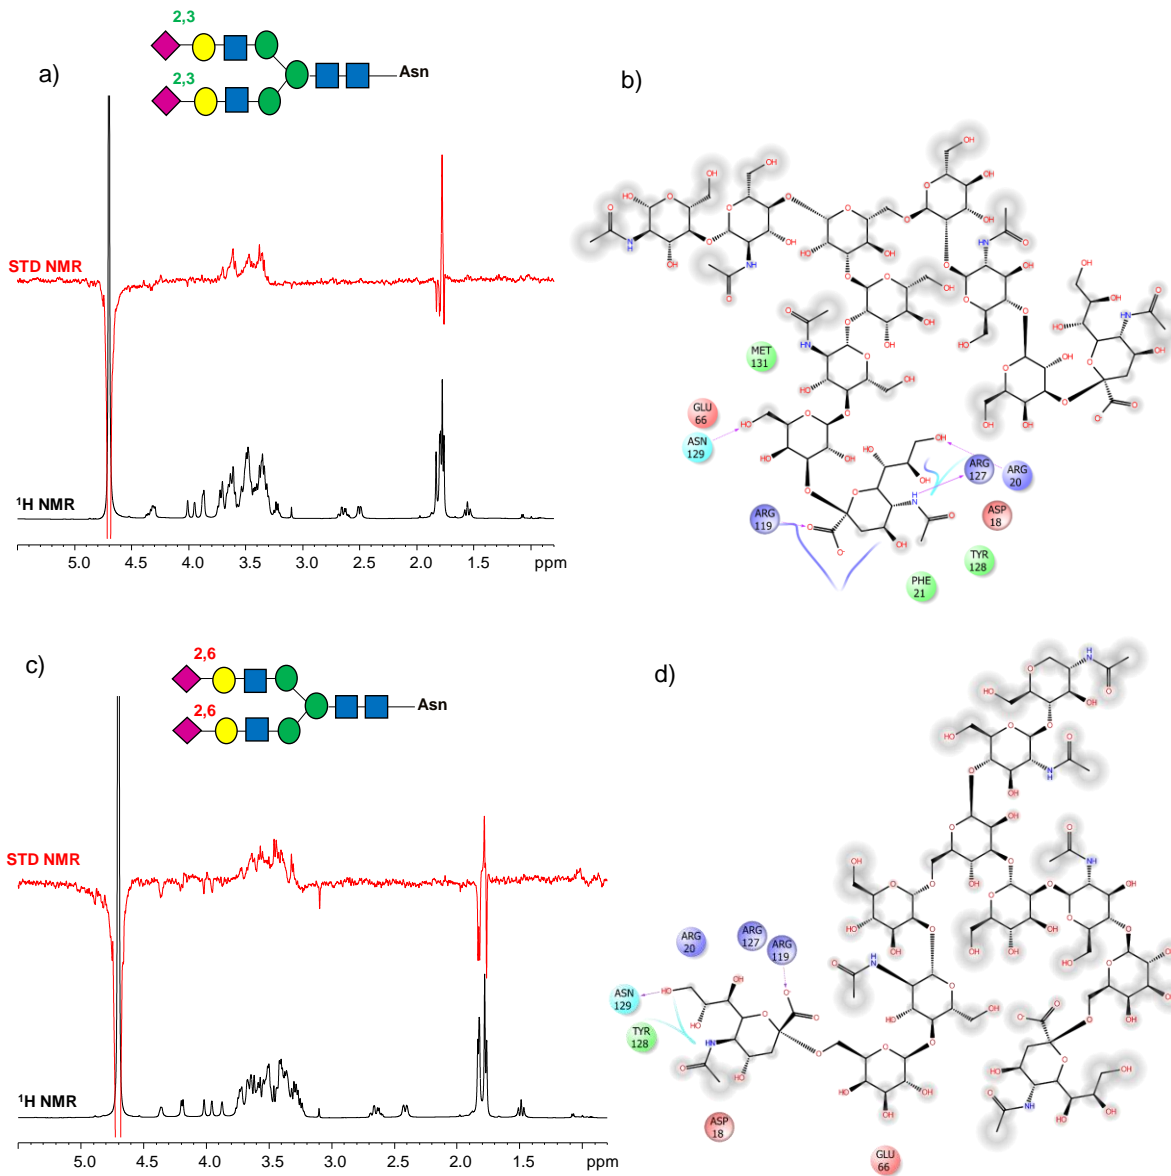 a)
2,3
2,3
Asn
STD NMR
¹H NMR
5.0 4.5 4.0 3.5 3.0 2.5 2.0 1.5 ppm
b)
MET 131
GLU 66
ASN 129
ARG 119
ARG 127
ARG 20
ASP 18
TYR 128
PHE 21
c)
2,6
2,6
Asn
STD NMR
¹H NMR
5.0 4.5 4.0 3.5 3.0 2.5 2.0 1.5 ppm
d)
ARG 20
ARG 127
ARG 119
ASN 129
TYR 128
ASP 18
GLU 66